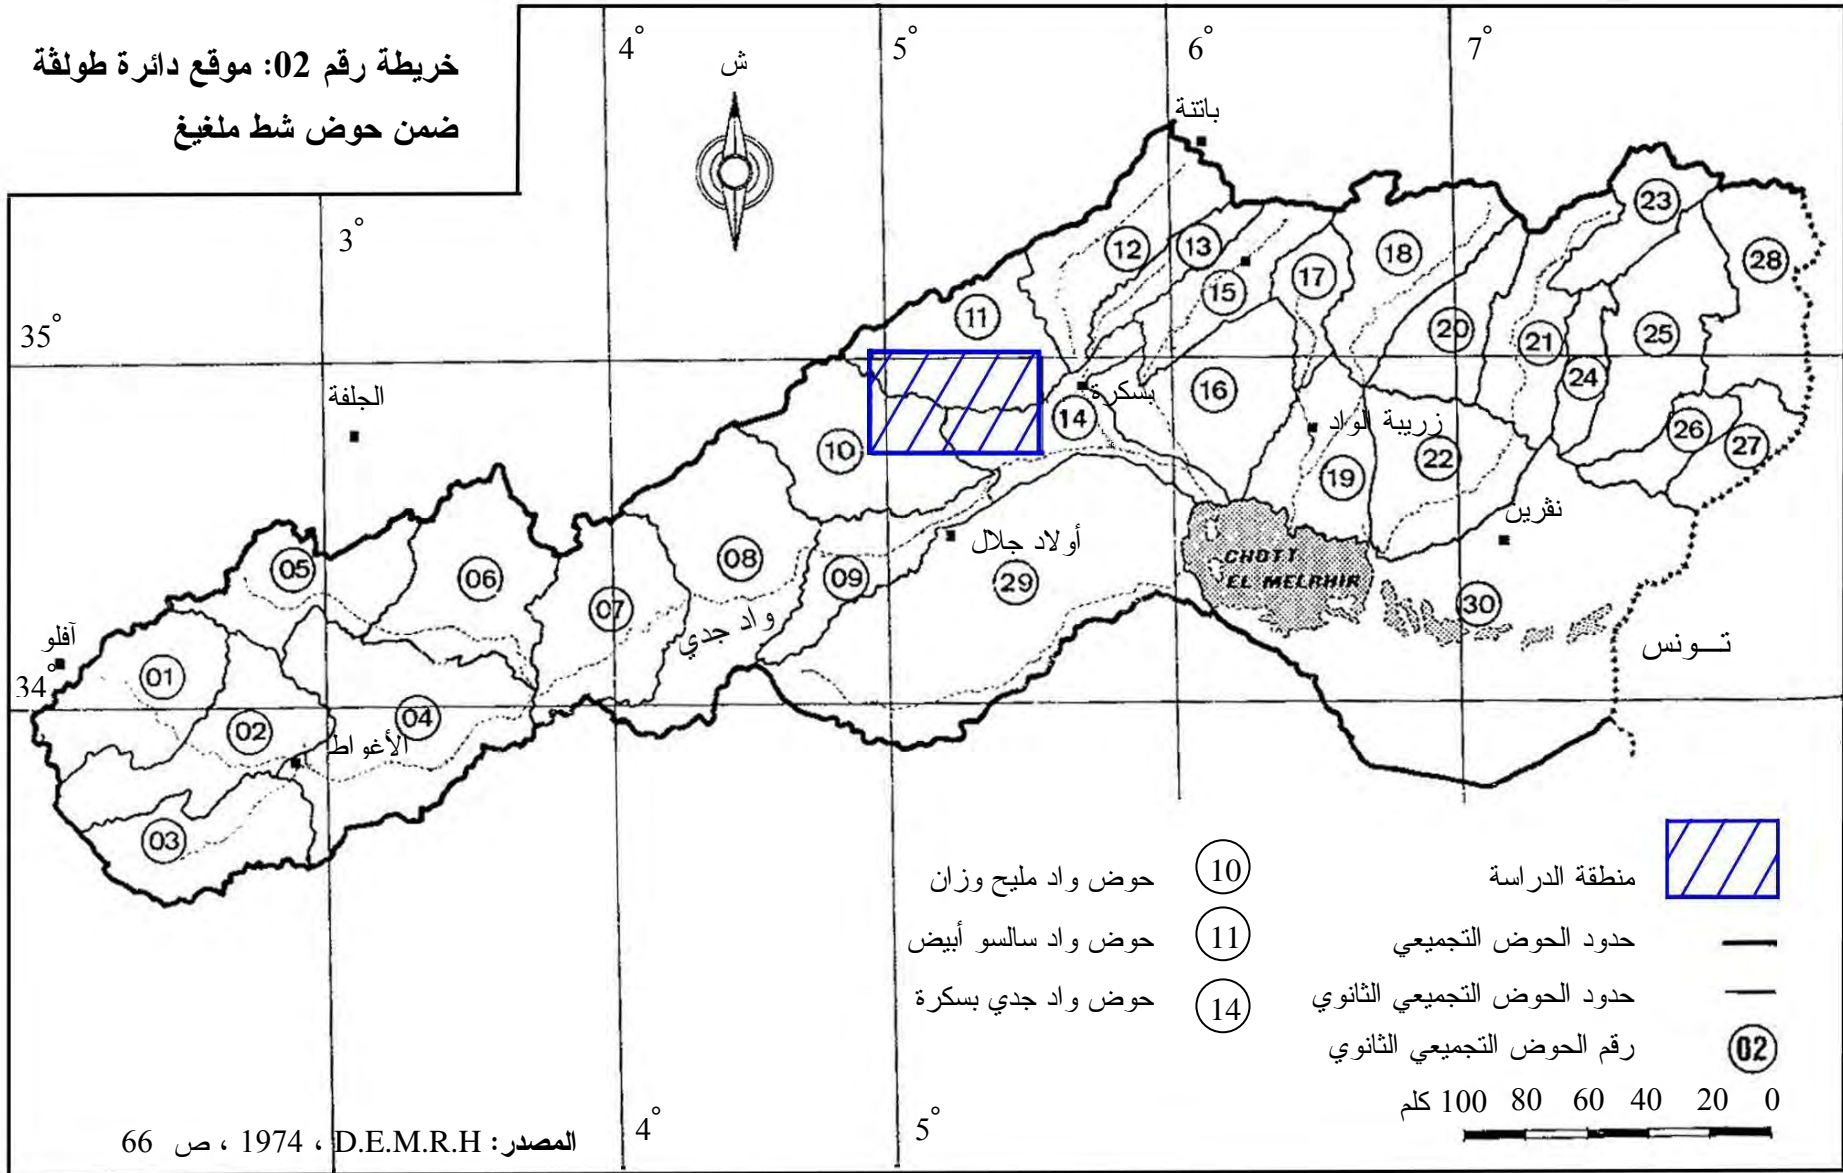 خريطة رقم 02: موقع دائرة طولڤة
ضمن حوض شط ملغيغ
ش
3°
4°
5°
6°
7°
35°
34°
باتنة
الجلفة
بسكرة
زريبة الواد
نڤرين
أولاد جلال
واد جدي
آفلو
الأغواط
تـــونس
CHOTT
EL MELRHIR
01
02
03
04
05
06
07
08
09
10
11
12
13
14
15
16
17
18
19
20
21
22
23
24
25
26
27
28
29
30
منطقة الدراسة
حدود الحوض التجميعي
حدود الحوض التجميعي الثانوي
02 رقم الحوض التجميعي الثانوي
10 حوض واد مليح وزان
11 حوض واد سالسو أبيض
14 حوض واد جدي بسكرة
0 20 40 60 80 100 كلم
4°
5°
المصدر: D.E.M.R.H ، 1974 ، ص 66